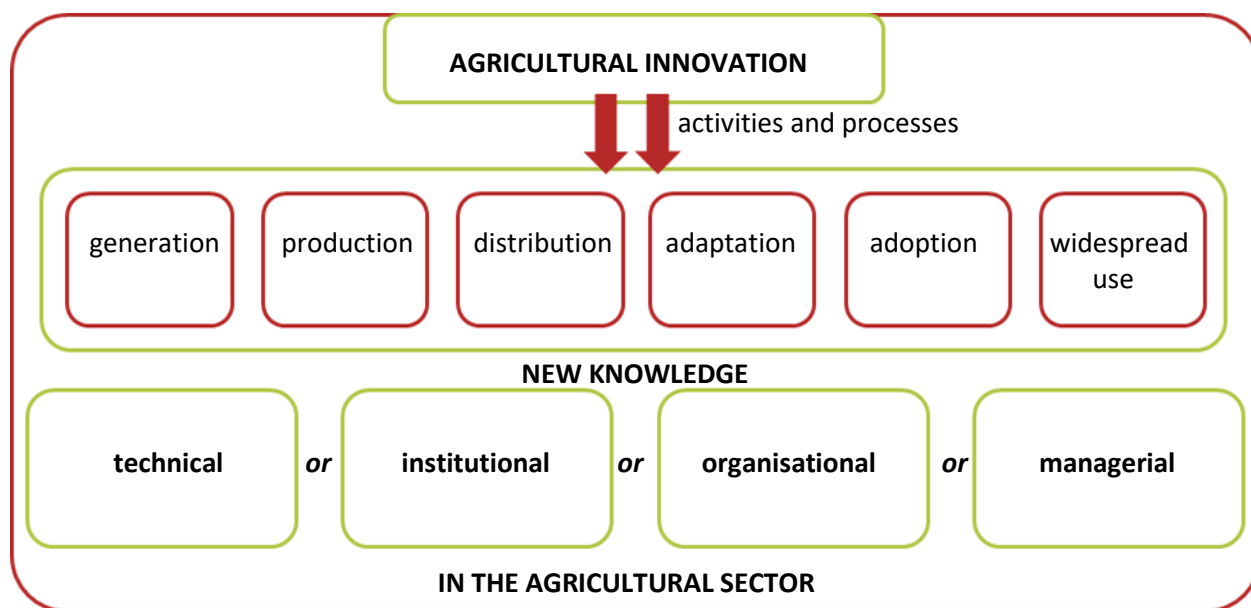 AGRICULTURAL INNOVATION
activities and processes
generation production distribution adaptation adoption widespread
use
NEW KNOWLEDGE
technical or institutional or organisational or managerial
IN THE AGRICULTURAL SECTOR